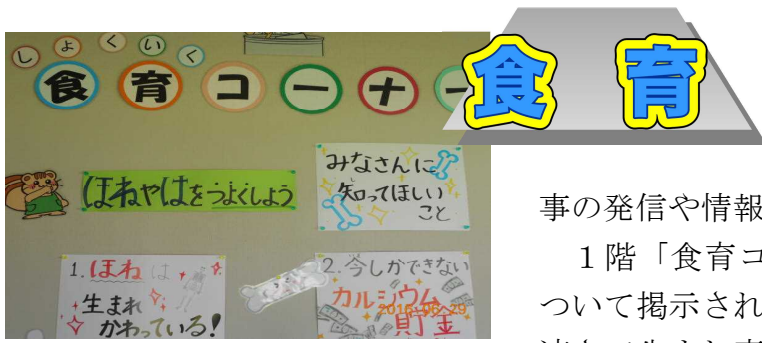 しょくいく
食育コーナー
食 育
ほねやはをつよくしよう
みなさんに
知ってほしい
こと
1.ほねは
生まれ
かわっている!
2.今しかできない
カルシウム
貯金
2016 06 29
事の発信や情報
1階「食育コ
ついて掲示され